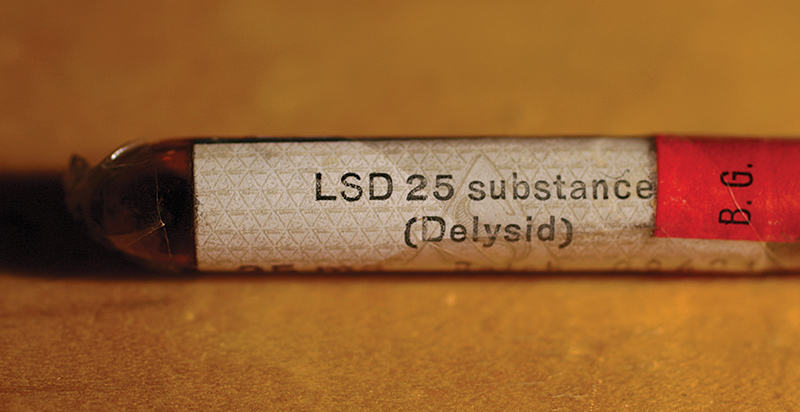 LSD 25 substance
(Delysid)
B. G.